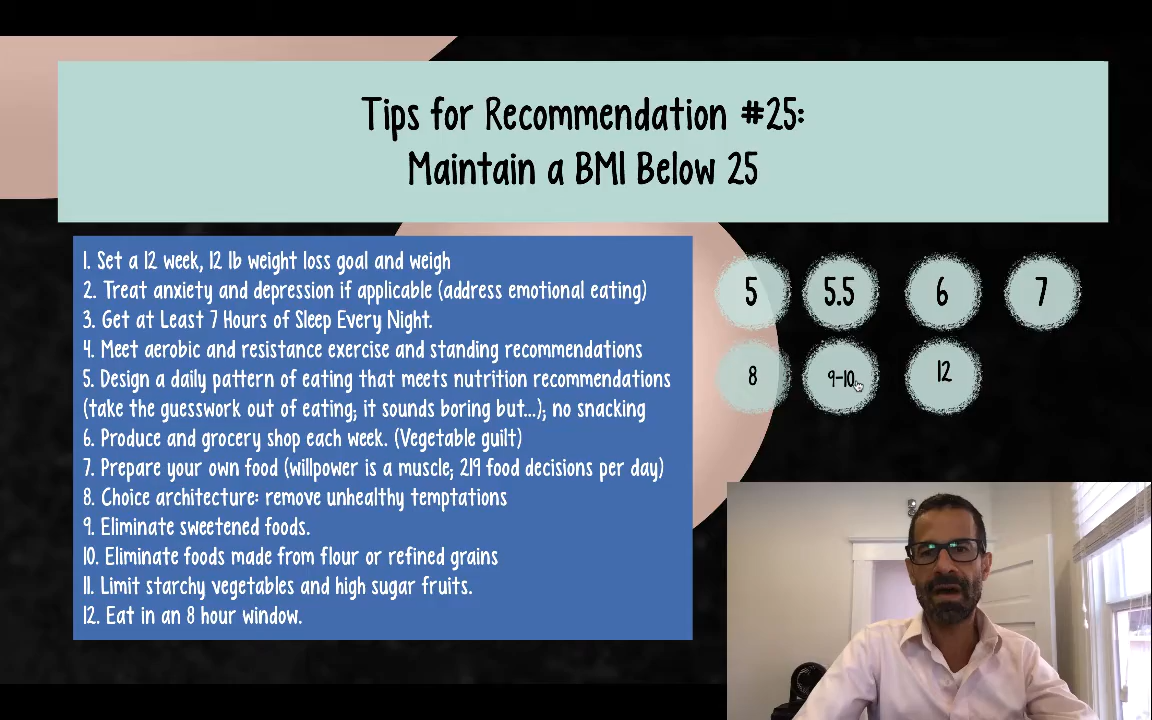 Tips for Recommendation #25:
Maintain a BMI Below 25
1. Set a 12 week, 12 lb weight loss goal and weigh
2. Treat anxiety and depression if applicable (address emotional eating)
3. Get at Least 7 Hours of Sleep Every Night.
4. Meet aerobic and resistance exercise and standing recommendations
5. Design a daily pattern of eating that meets nutrition recommendations
(take the guesswork out of eating; it sounds boring but...); no snacking
6. Produce and grocery shop each week. (Vegetable guilt)
7. Prepare your own food (willpower is a muscle; 219 food decisions per day)
8. Choice architecture: remove unhealthy temptations
9. Eliminate sweetened foods.
10. Eliminate foods made from flour or refined grains
11. Limit starchy vegetables and high sugar fruits.
12. Eat in an 8 hour window.
5 5.5 6 7
8 9-10 12